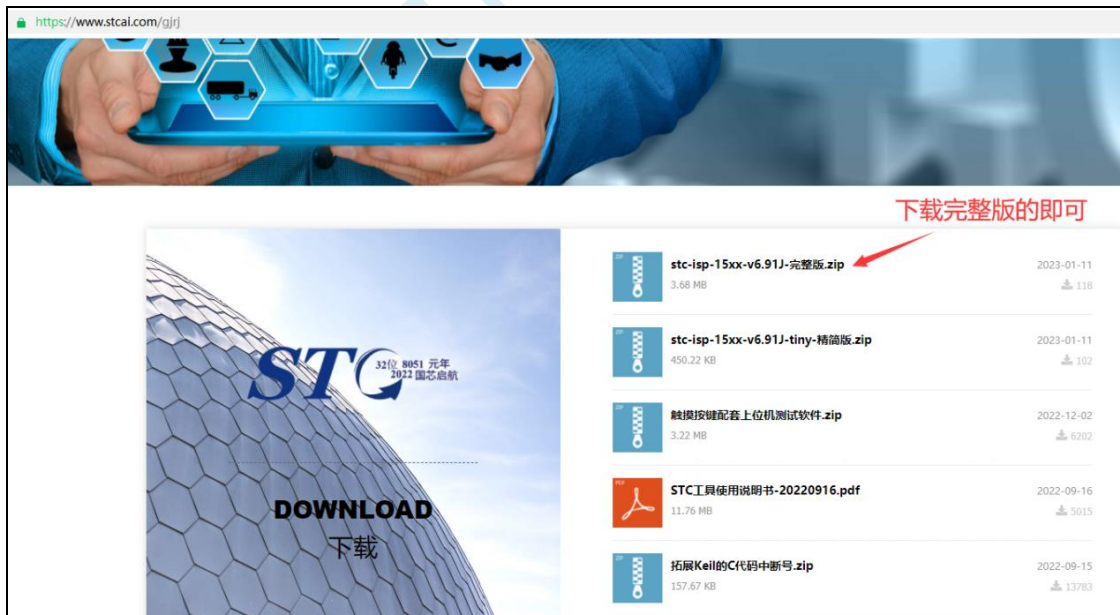 https://www.stcai.com/gjrj
下载完整版的即可
stc-isp-15xx-v6.91J-完整版.zip
2023-01-11
3.68 MB
118
stc-isp-15xx-v6.91J-tiny-精简版.zip
2023-01-11
450.22 KB
102
STC
32位 8051 元年
2022 国芯启航
触摸按键配套上位机测试软件.zip
2022-12-02
3.22 MB
6202
DOWNLOAD
下载
STC工具使用说明书-20220916.pdf
2022-09-16
11.76 MB
5015
拓展Keil的C代码中断号.zip
2022-09-15
157.67 KB
13783